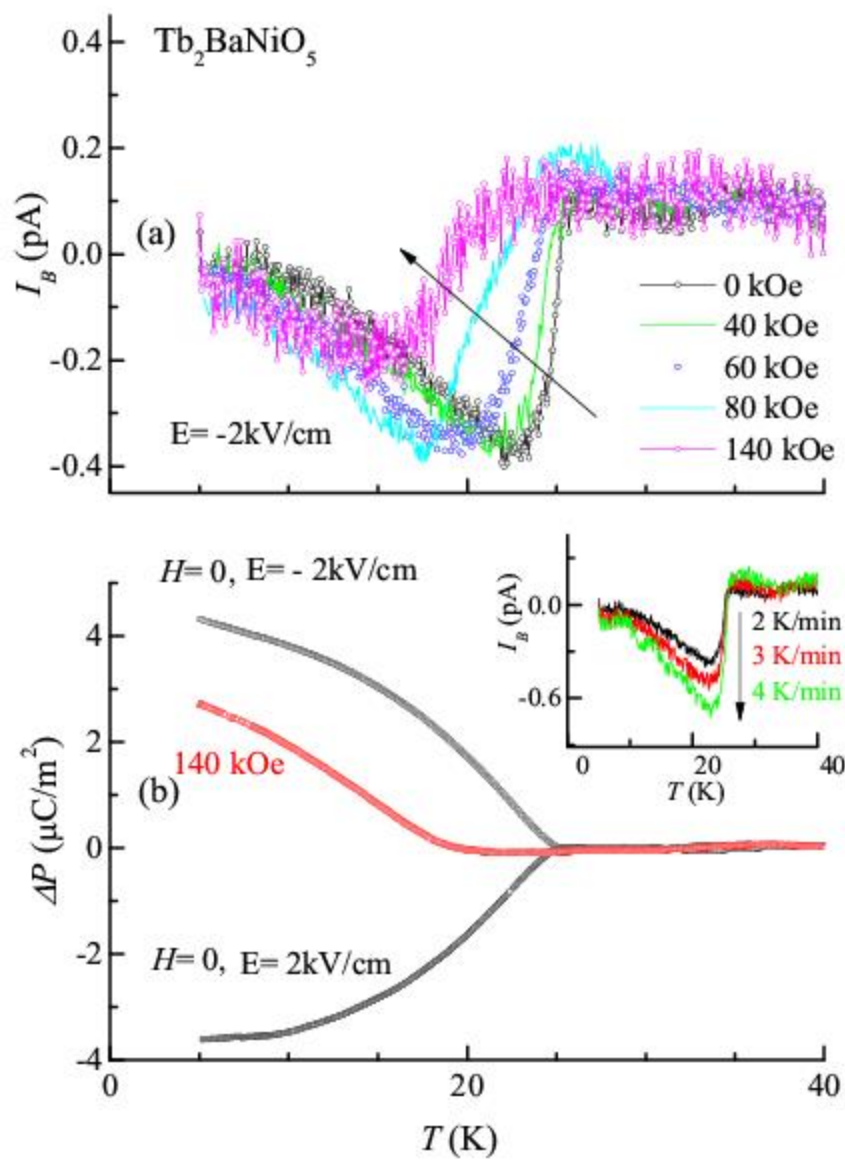 Tb₂BaNiO₅
0.4
0.2
0.0
-0.2
-0.4
I_B (pA)
(a)
0 kOe
40 kOe
60 kOe
80 kOe
140 kOe
E= -2kV/cm
H= 0, E= - 2kV/cm
140 kOe
(b)
H= 0, E= 2kV/cm
4
2
0
-2
-4
ΔP (μC/m²)
0
20
40
T (K)
0.0
-0.6
I_B (pA)
2 K/min
3 K/min
4 K/min
0
20
40
T (K)